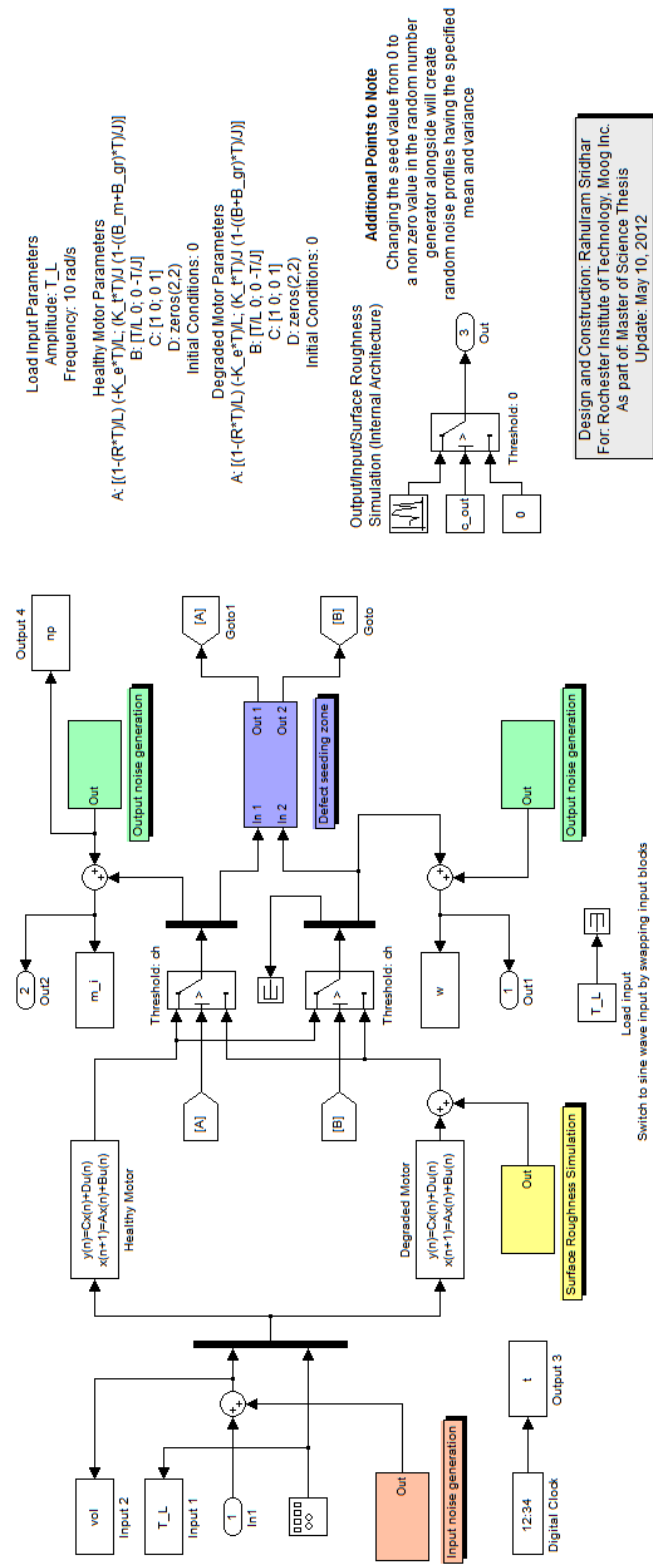 vol
Input 2
T_L
Input 1
1
In1
Out
Input noise generation
12:34
Digital Clock
t
Output 3
y(n)=Cx(n)+Du(n)
x(n+1)=Ax(n)+Bu(n)
Healthy Motor
y(n)=Cx(n)+Du(n)
x(n+1)=Ax(n)+Bu(n)
Degraded Motor
Out
Surface Roughness Simulation
[A]
[B]
2
Out2
m_i
Threshold: ch
>
>
Threshold: ch
w
1
Out1
T_L
Load input
Switch to sine wave input by swapping input blocks
Output 4
np
Out
Output noise generation
In 1
Out 1
In 2
Out 2
Defect seeding zone
Out
Output noise generation
[A]
Goto1
[B]
Goto
Load Input Parameters
Amplitude: T_L
Frequency: 10 rad/s
Healthy Motor Parameters
A: [(1-(R*T)/L) (-K_e*T)/L; (K_t*T)/J (1-((B_m+B_gr)*T)/J)]
B: [T/L 0; 0 -T/J]
C: [1 0; 0 1]
D: zeros(2,2)
Initial Conditions: 0
Degraded Motor Parameters
A: [(1-(R*T)/L) (-K_e*T)/L; (K_t*T)/J (1-((B+B_gr)*T)/J)]
B: [T/L 0; 0 -T/J]
C: [1 0; 0 1]
D: zeros(2,2)
Initial Conditions: 0
Output/Input/Surface Roughness
Simulation (Internal Architecture)
c_out
0
>
Threshold: 0
3
Out
Additional Points to Note
Changing the seed value from 0 to
a non zero value in the random number
generator alongside will create
random noise profiles having the specified
mean and variance
Design and Construction: Rahulram Sridhar
For: Rochester Institute of Technology, Moog Inc.
As part of: Master of Science Thesis
Update: May 10, 2012